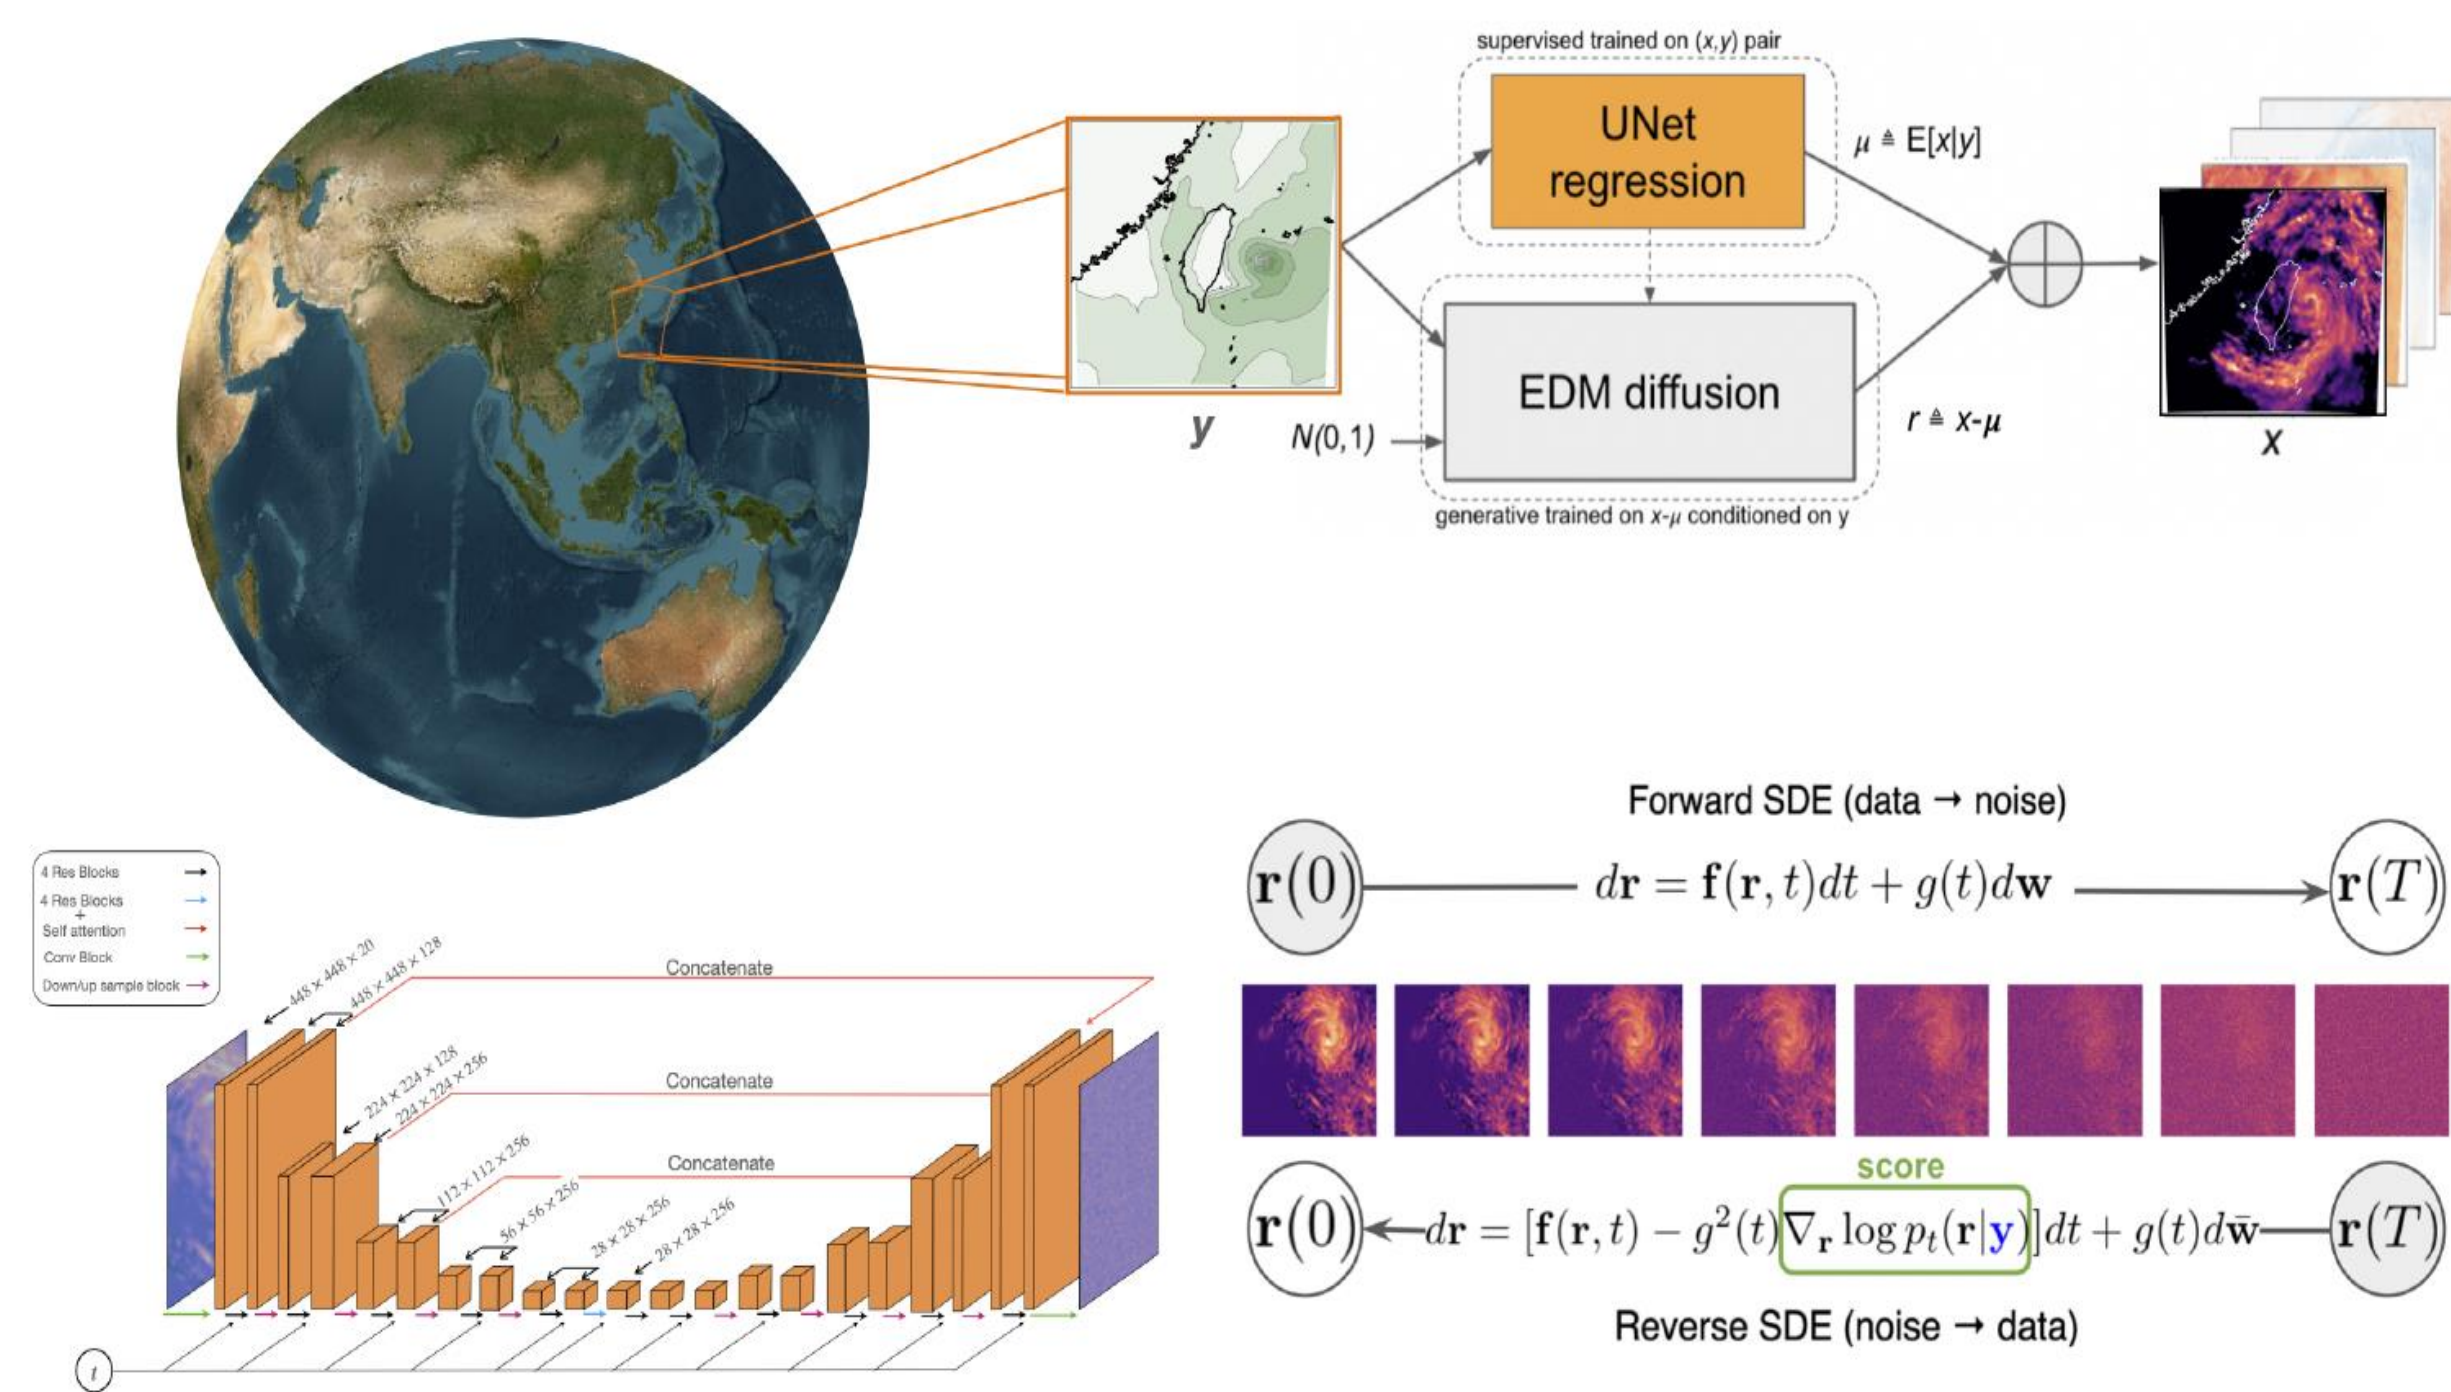 supervised trained on (x,y) pair
UNet
regression
μ ≜ E[x|y]
EDM diffusion
y
N(0,1)
r ≜ x-μ
x
generative trained on x-μ conditioned on y
Forward SDE (data → noise)
r(0)
dr = f(r, t)dt + g(t)dw
r(T)
4 Res Blocks
4 Res Blocks
+
Self attention
Conv Block
Down/up sample block
448 × 448 × 20
448 × 448 × 128
Concatenate
224 × 224 × 128
224 × 224 × 256
Concatenate
112 × 112 × 256
Concatenate
56 × 56 × 256
28 × 28 × 256
28 × 28 × 256
t
score
r(0)
dr = [f(r, t) − g²(t)∇ᵣ log pₜ(r|y)]dt + g(t)dw̄
r(T)
Reverse SDE (noise → data)